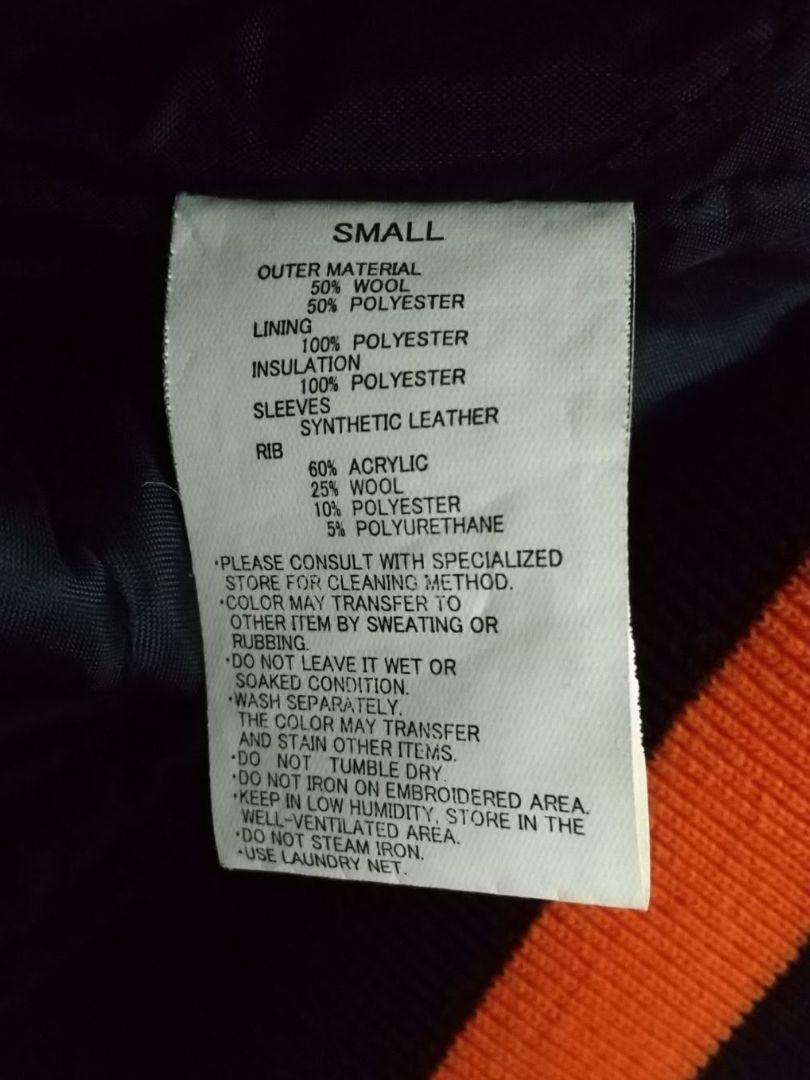 SMALL
OUTER MATERIAL
50% WOOL
50% POLYESTER
LINING
100% POLYESTER
INSULATION
100% POLYESTER
SLEEVES
SYNTHETIC LEATHER
RIB
60% ACRYLIC
25% WOOL
10% POLYESTER
5% POLYURETHANE
・PLEASE CONSULT WITH SPECIALIZED
STORE FOR CLEANING METHOD.
・COLOR MAY TRANSFER TO
OTHER ITEM BY SWEATING OR
RUBBING.
・DO NOT LEAVE IT WET OR
SOAKED CONDITION.
・WASH SEPARATELY.
THE COLOR MAY TRANSFER
AND STAIN OTHER ITEMS.
・DO NOT TUMBLE DRY.
・DO NOT IRON ON EMBROIDERED AREA.
・KEEP IN LOW HUMIDITY, STORE IN THE
WELL-VENTILATED AREA.
・DO NOT STEAM IRON.
・USE LAUNDRY NET.